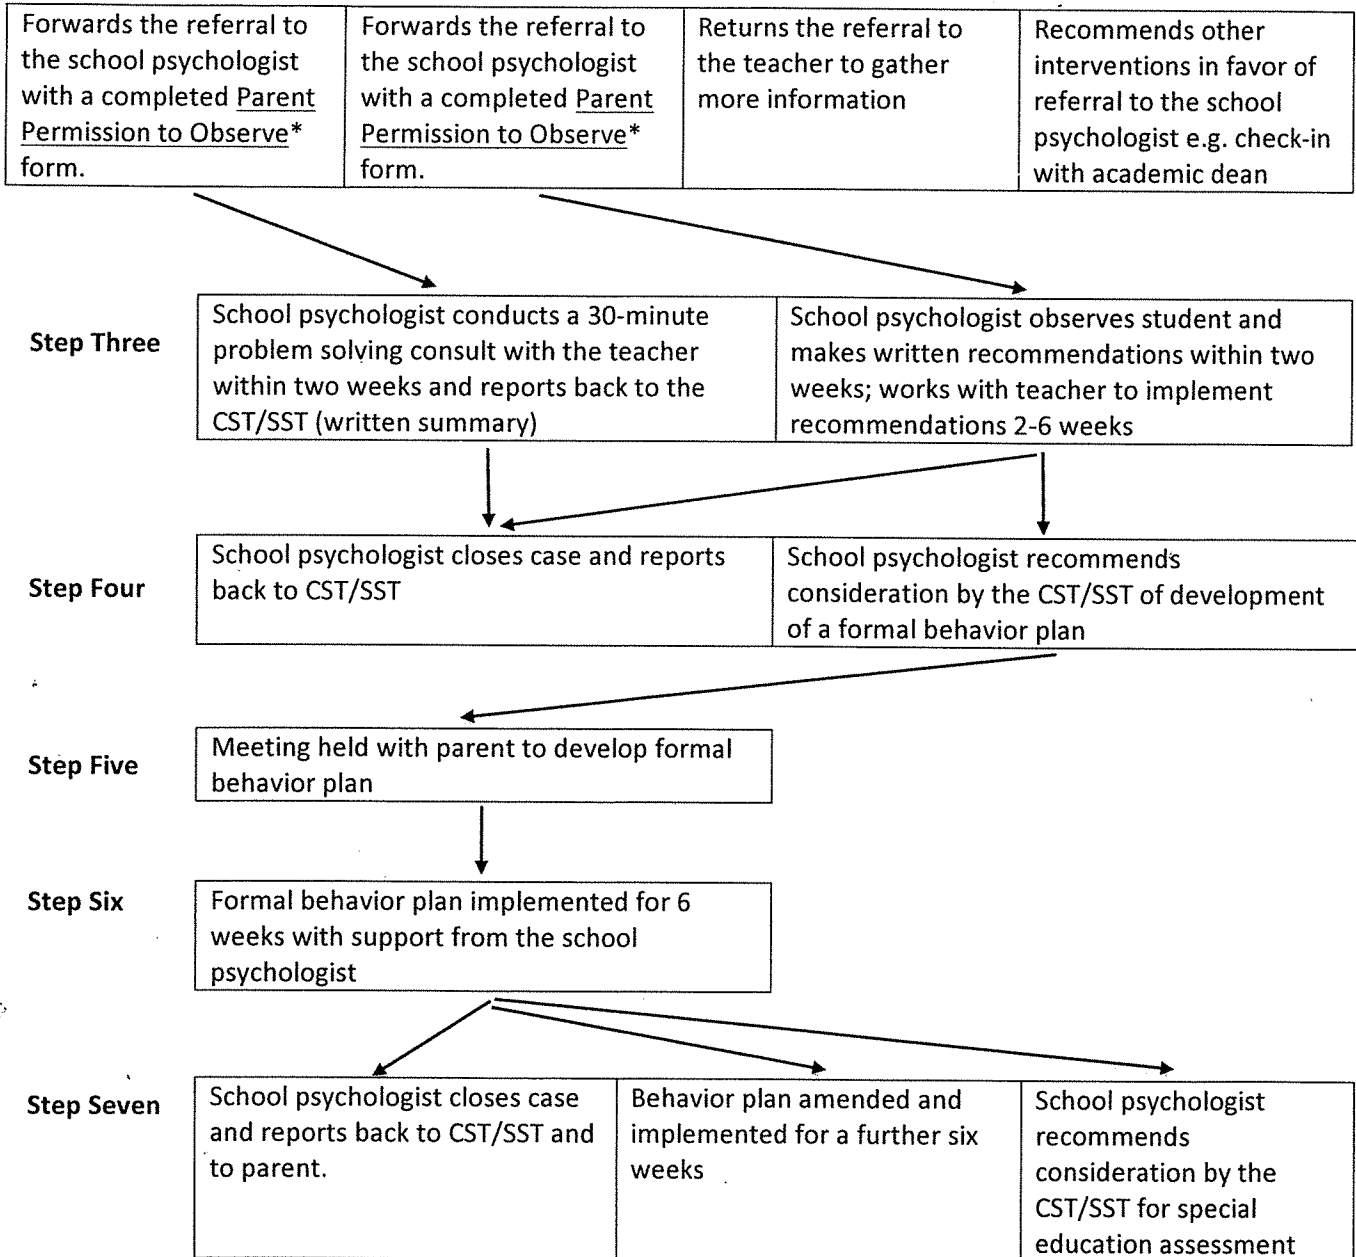 Forwards the referral to
the school psychologist
with a completed Parent
Permission to Observe*
form.
Forwards the referral to
the school psychologist
with a completed Parent
Permission to Observe*
form.
Returns the referral to
the teacher to gather
more information
Recommends other
interventions in favor of
referral to the school
psychologist e.g. check-in
with academic dean
Step Three
School psychologist conducts a 30-minute
problem solving consult with the teacher
within two weeks and reports back to the
CST/SST (written summary)
School psychologist observes student and
makes written recommendations within two
weeks; works with teacher to implement
recommendations 2-6 weeks
Step Four
School psychologist closes case and reports
back to CST/SST
School psychologist recommends
consideration by the CST/SST of development
of a formal behavior plan
Step Five
Meeting held with parent to develop formal
behavior plan
Step Six
Formal behavior plan implemented for 6
weeks with support from the school
psychologist
Step Seven
School psychologist closes case
and reports back to CST/SST and
to parent.
Behavior plan amended and
implemented for a further six
weeks
School psychologist
recommends
consideration by the
CST/SST for special
education assessment